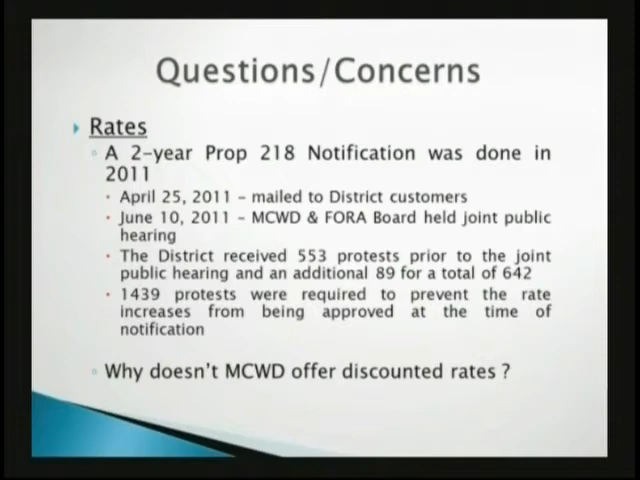 Questions/Concerns
Rates
A 2-year Prop 218 Notification was done in
2011
April 25, 2011 - mailed to District customers
June 10, 2011 - MCWD & FORA Board held joint public
hearing
The District received 553 protests prior to the joint
public hearing and an additional 89 for a total of 642
1439 protests were required to prevent the rate
increases from being approved at the time of
notification
Why doesn't MCWD offer discounted rates ?